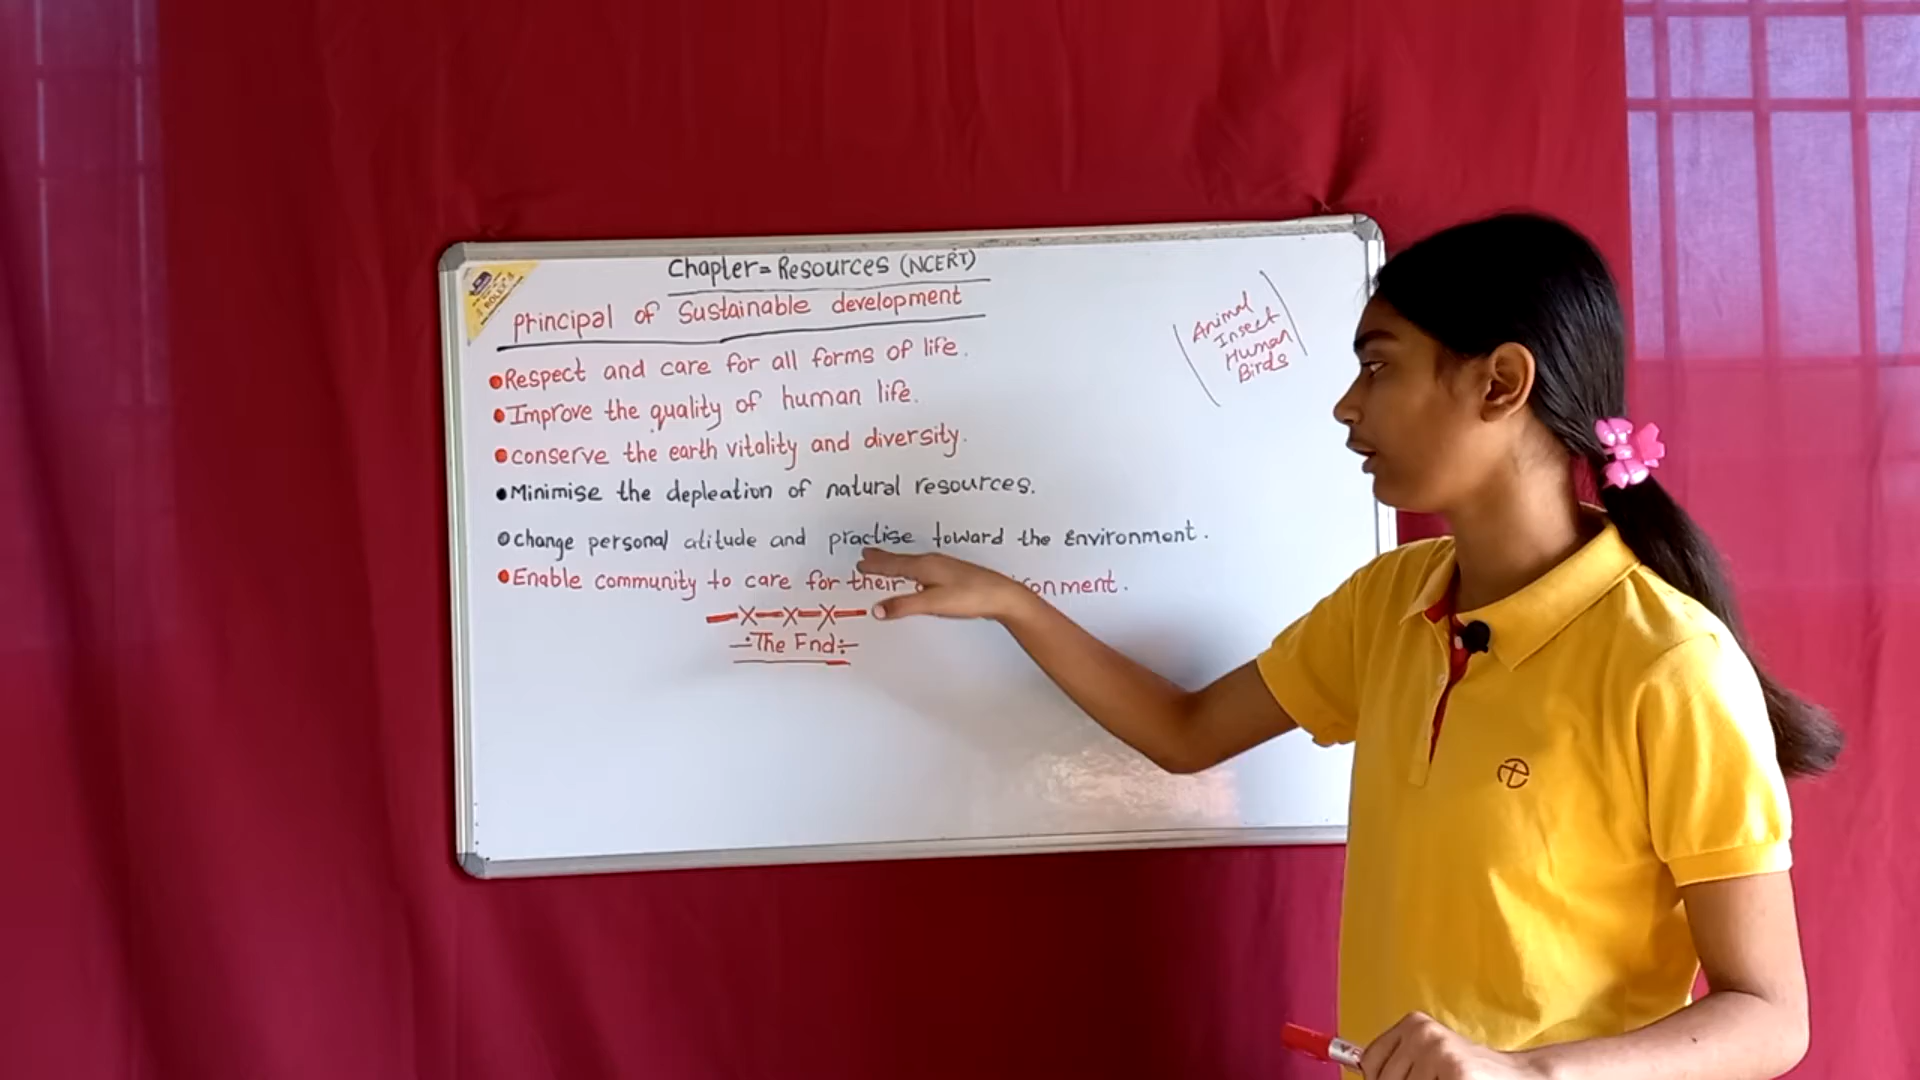 Chapter = Resources (NCERT)
Principal of Sustainable development
Respect and care for all forms of life.
Improve the quality of human life.
conserve the earth vitality and diversity.
Minimise the depleation of natural resources.
change personal atitude and practise toward the Environment.
Enable community to care for their onment.
—X—X—X—
÷The End÷
Animal
Insect
Human
Birds